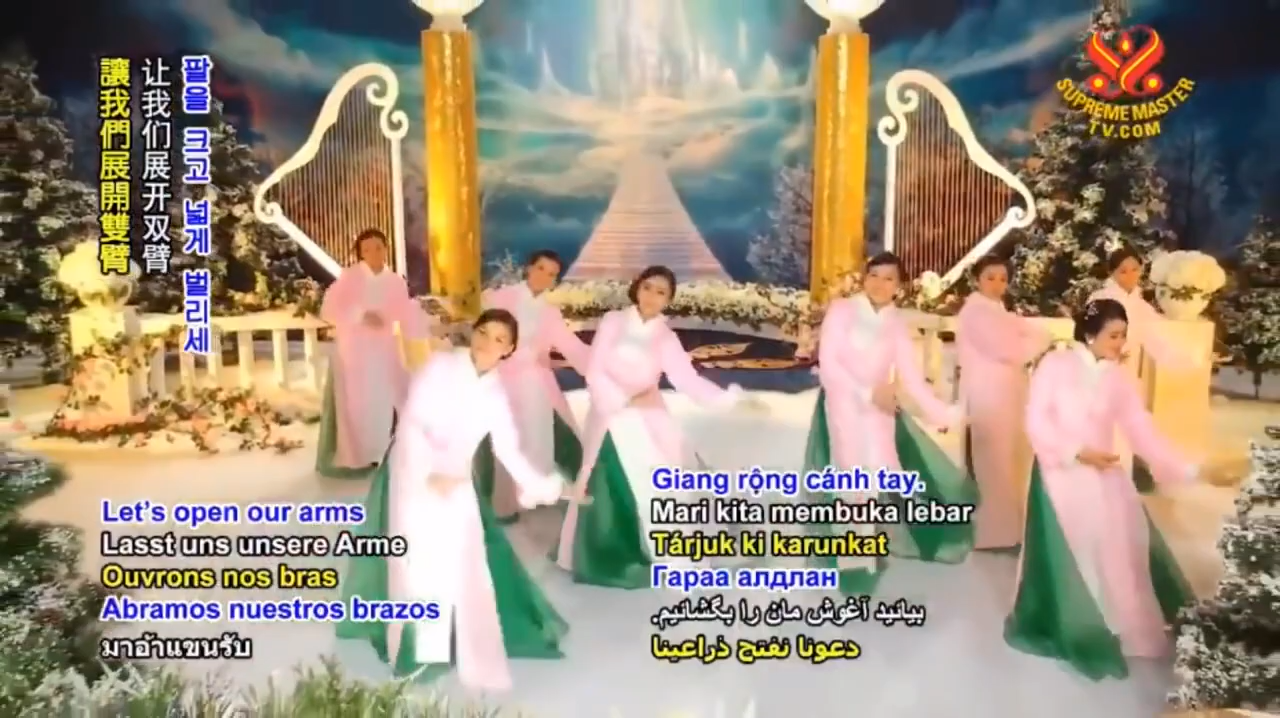 팔을 크고 넓게 벌리세
让我们展开双臂
讓我們展開雙臂
SUPREME MASTER
TV.COM
Let's open our arms
Lasst uns unsere Arme
Ouvrons nos bras
Abramos nuestros brazos
มาอ้าแขนรับ
Giang rộng cánh tay.
Mari kita membuka lebar
Tárjuk ki karunkat
Гараа алдлан
بیائید آغوش مان را بگشائیم.
دعونا نفتح ذراعينا